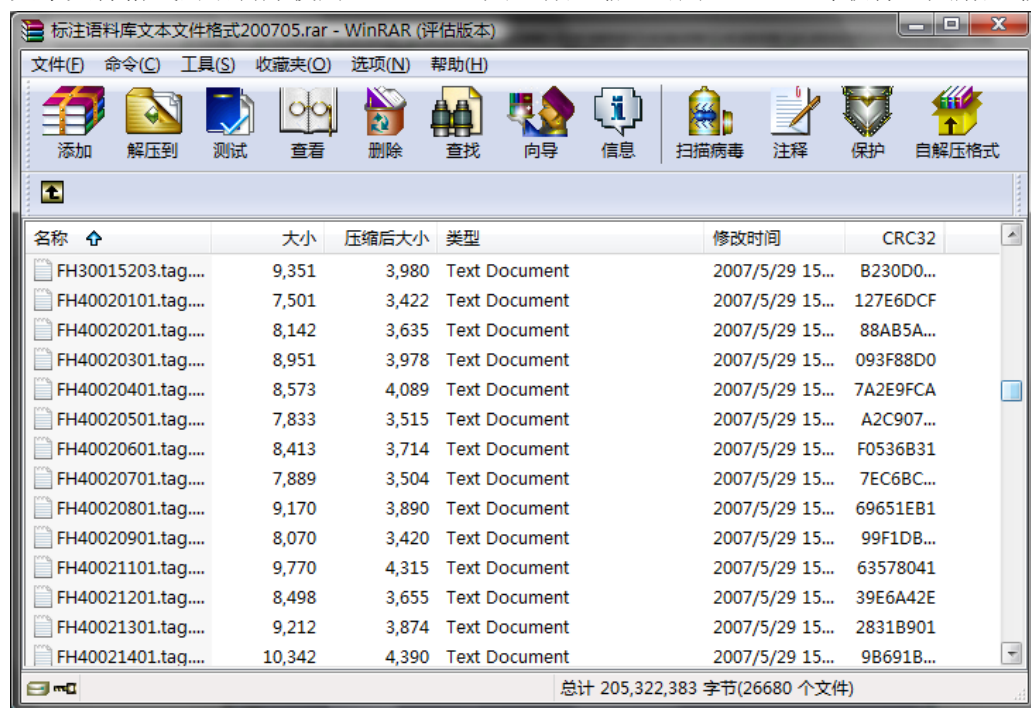 标注语料库文本文件格式200705.rar - WinRAR (评估版本)
文件(F) 命令(C) 工具(S) 收藏夹(O) 选项(N) 帮助(H)
添加 解压到 测试 查看 删除 查找 向导 信息 扫描病毒 注释 保护 自解压格式
名称 大小 压缩后大小 类型 修改时间 CRC32
FH30015203.tag.... 9,351 3,980 Text Document 2007/5/29 15... B230D0...
FH40020101.tag.... 7,501 3,422 Text Document 2007/5/29 15... 127E6DCF
FH40020201.tag.... 8,142 3,635 Text Document 2007/5/29 15... 88AB5A...
FH40020301.tag.... 8,951 3,978 Text Document 2007/5/29 15... 093F88D0
FH40020401.tag.... 8,573 4,089 Text Document 2007/5/29 15... 7A2E9FCA
FH40020501.tag.... 7,833 3,515 Text Document 2007/5/29 15... A2C907...
FH40020601.tag.... 8,413 3,714 Text Document 2007/5/29 15... F0536B31
FH40020701.tag.... 7,889 3,504 Text Document 2007/5/29 15... 7EC6BC...
FH40020801.tag.... 9,170 3,890 Text Document 2007/5/29 15... 69651EB1
FH40020901.tag.... 8,070 3,420 Text Document 2007/5/29 15... 99F1DB...
FH40021101.tag.... 9,770 4,315 Text Document 2007/5/29 15... 63578041
FH40021201.tag.... 8,498 3,655 Text Document 2007/5/29 15... 39E6A42E
FH40021301.tag.... 9,212 3,874 Text Document 2007/5/29 15... 2831B901
FH40021401.tag.... 10,342 4,390 Text Document 2007/5/29 15... 9B691B...
总计 205,322,383 字节(26680 个文件)